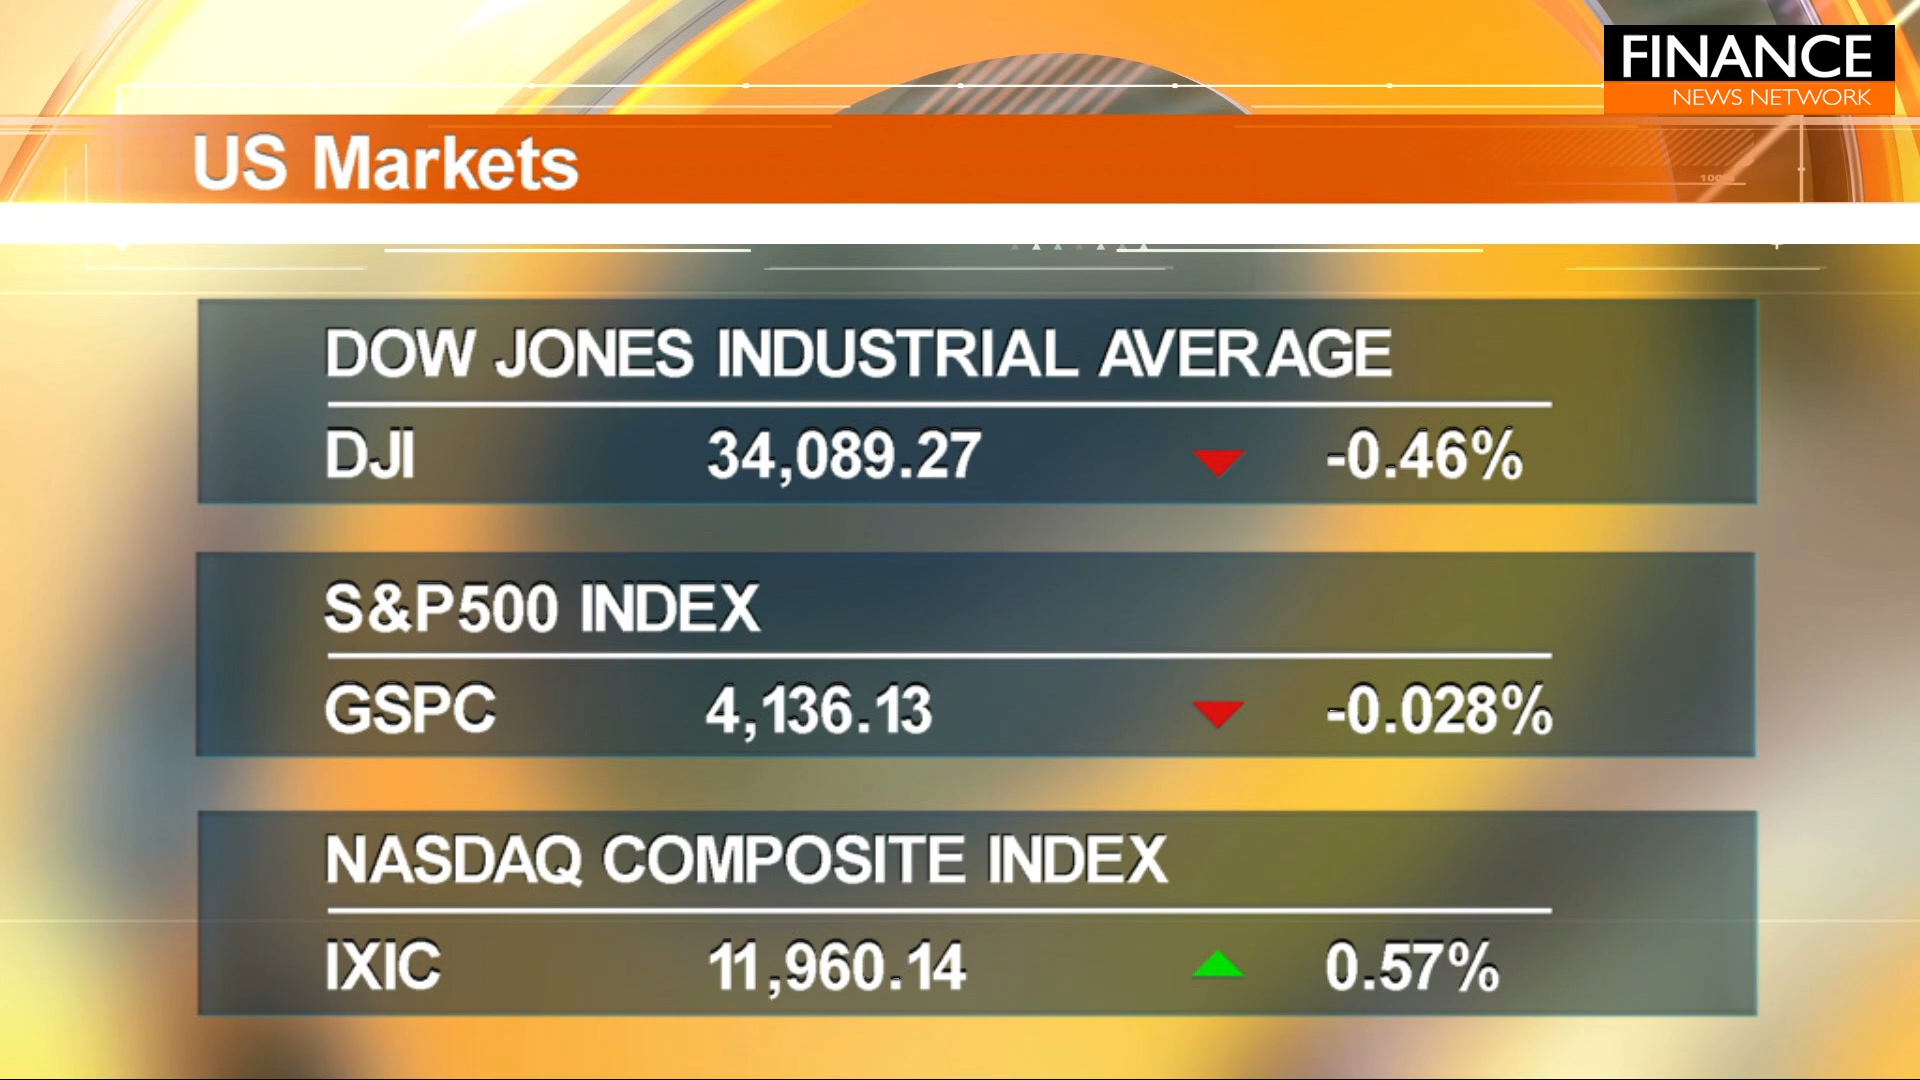 FINANCE
NEWS NETWORK
US Markets
DOW JONES INDUSTRIAL AVERAGE
DJI 34,089.27 -0.46%
S&P500 INDEX
GSPC 4,136.13 -0.028%
NASDAQ COMPOSITE INDEX
IXIC 11,960.14 0.57%